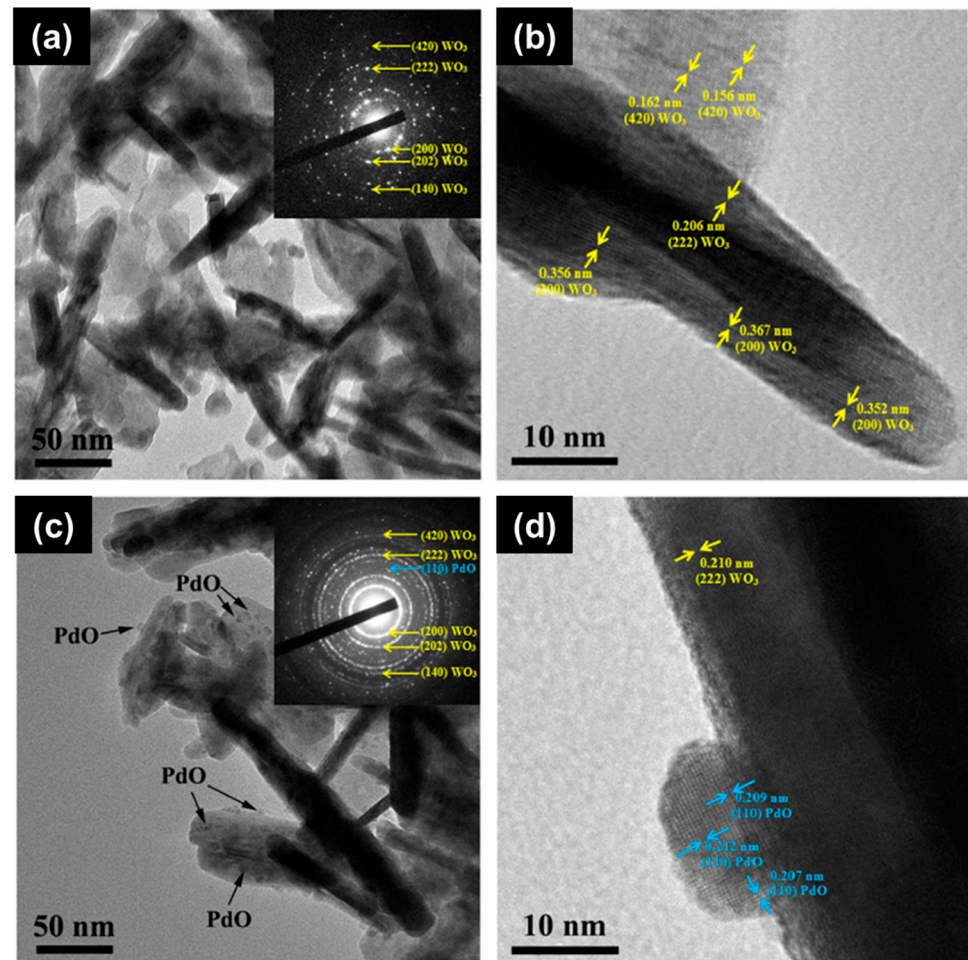 (a)
(420) WO₃
(222) WO₃
(200) WO₃
(202) WO₃
(140) WO₃
50 nm
(b)
0.162 nm
(420) WO₃
0.156 nm
(420) WO₃
0.206 nm
(222) WO₃
0.356 nm
(200) WO₃
0.367 nm
(200) WO₃
0.352 nm
(200) WO₃
10 nm
(c)
(420) WO₃
(222) WO₃
(110) PdO
(200) WO₃
(202) WO₃
(140) WO₃
PdO
PdO
PdO
PdO
50 nm
(d)
0.210 nm
(222) WO₃
0.209 nm
(110) PdO
0.212 nm
(110) PdO
0.207 nm
(110) PdO
10 nm